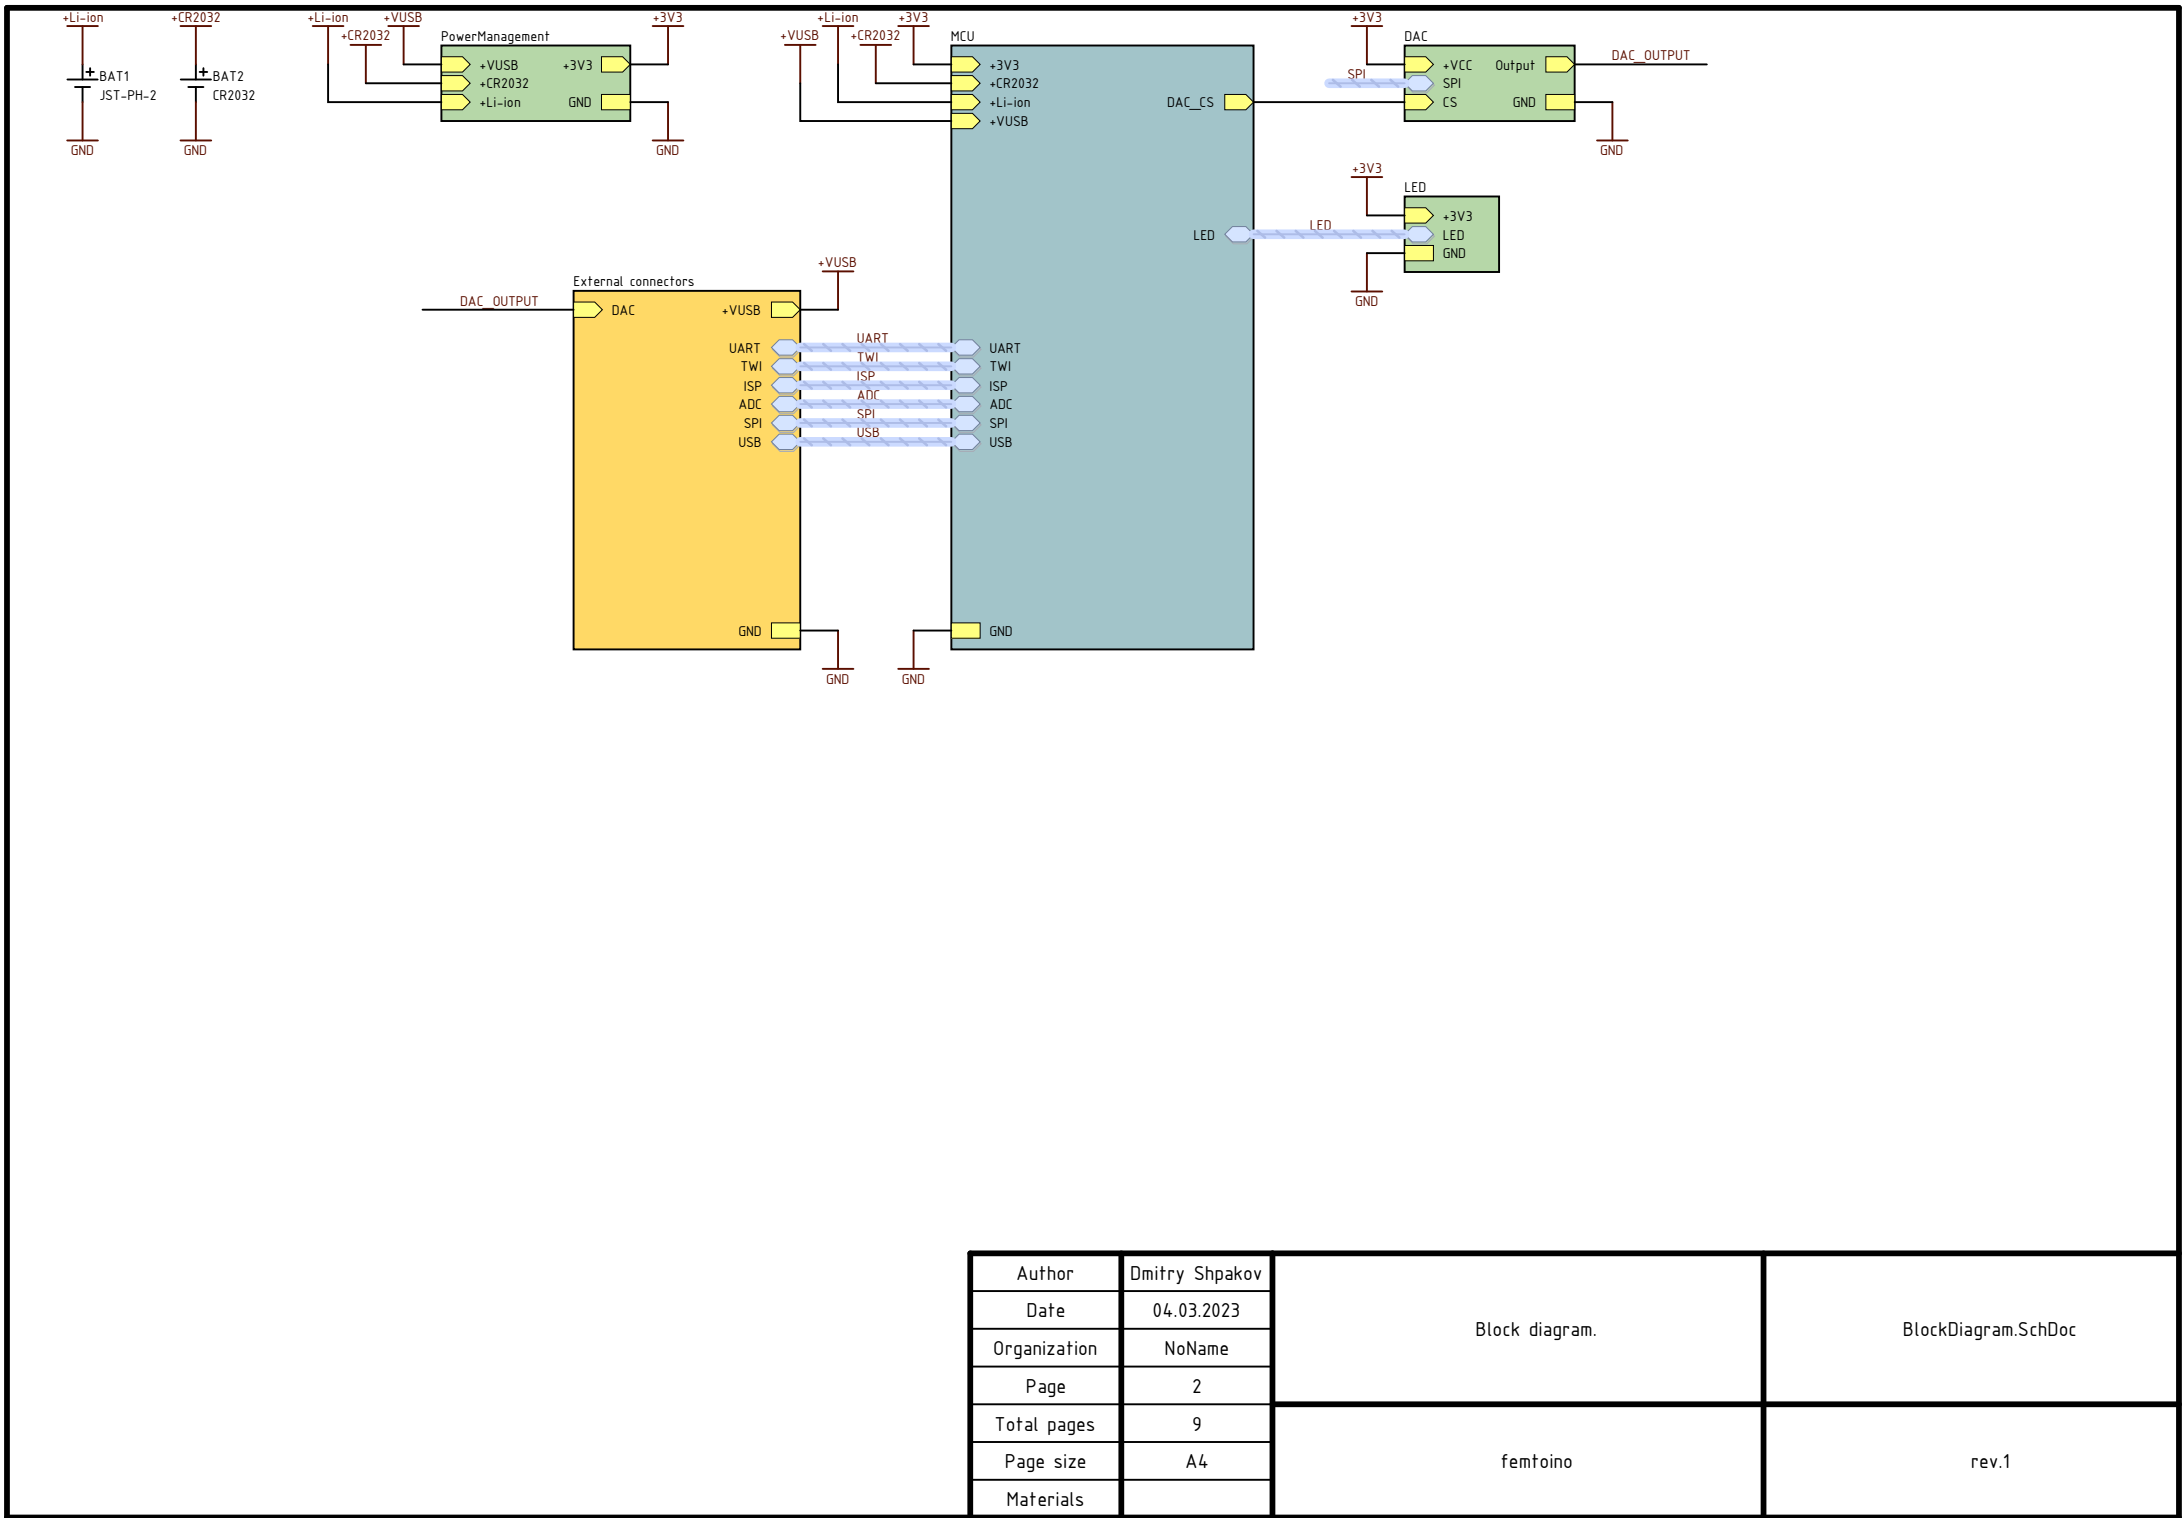 +Li-ion
BAT1
JST-PH-2
GND
+CR2032
BAT2
CR2032
GND
+Li-ion
+CR2032
+VUSB
PowerManagement
+VUSB
+CR2032
+Li-ion
+3V3
GND
+3V3
GND
+VUSB
+Li-ion
+CR2032
+3V3
MCU
+3V3
+CR2032
+Li-ion
+VUSB
DAC_CS
LED
UART
TWI
ISP
ADC
SPI
USB
GND
GND
+3V3
SPI
DAC
+VCC
SPI
CS
Output
GND
DAC_OUTPUT
GND
+3V3
LED
LED
+3V3
LED
GND
GND
External connectors
DAC_OUTPUT
DAC
+VUSB
UART
TWI
ISP
ADC
SPI
USB
GND
+VUSB
UART
TWI
ISP
ADC
SPI
USB
GND
Author Dmitry Shpakov
Date 04.03.2023
Organization NoName
Page 2
Total pages 9
Page size A4
Materials
Block diagram.
BlockDiagram.SchDoc
femtoino
rev.1